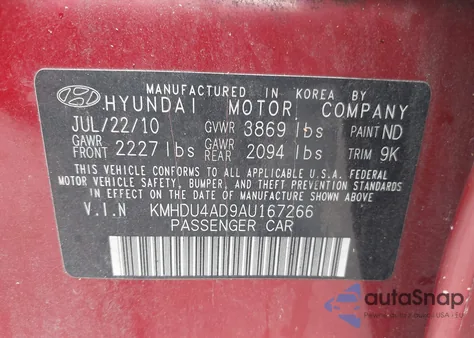 MANUFACTURED IN KOREA BY
HYUNDAI MOTOR COMPANY
JUL/22/10 GVWR 3869 lbs PAINT ND
GAWR FRONT 2227 lbs GAWR REAR 2094 lbs TRIM 9K
THIS VEHICLE CONFORMS TO ALL APPLICABLE U.S.A. FEDERAL
MOTOR VEHICLE SAFETY, BUMPER, AND THEFT PREVENTION STANDARDS
IN EFFECT ON THE DATE OF MANUFACTURE SHOWN ABOVE.
V.I.N KMHDU4AD9AU167266
PASSENGER CAR
autoSnap